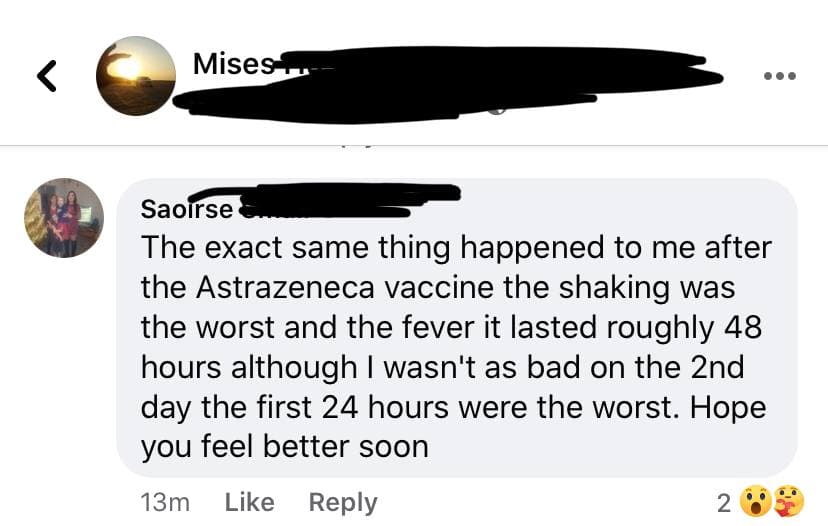 Mises
Saoirse
The exact same thing happened to me after
the Astrazeneca vaccine the shaking was
the worst and the fever it lasted roughly 48
hours although I wasn't as bad on the 2nd
day the first 24 hours were the worst. Hope
you feel better soon
13m Like Reply 2